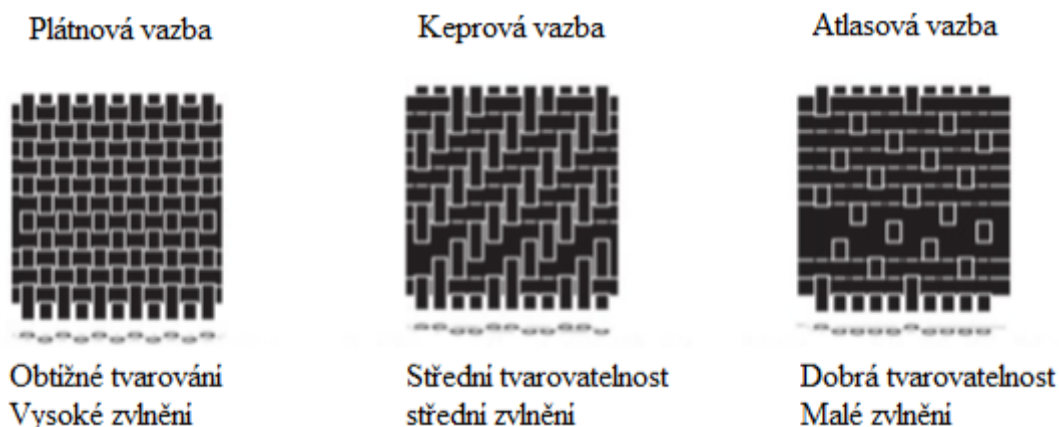 Plátnová vazba
Keprová vazba
Atlasová vazba
Obtížné tvarování
Vysoké zvlnění
Střední tvarovatelnost
střední zvlnění
Dobrá tvarovatelnost
Malé zvlnění